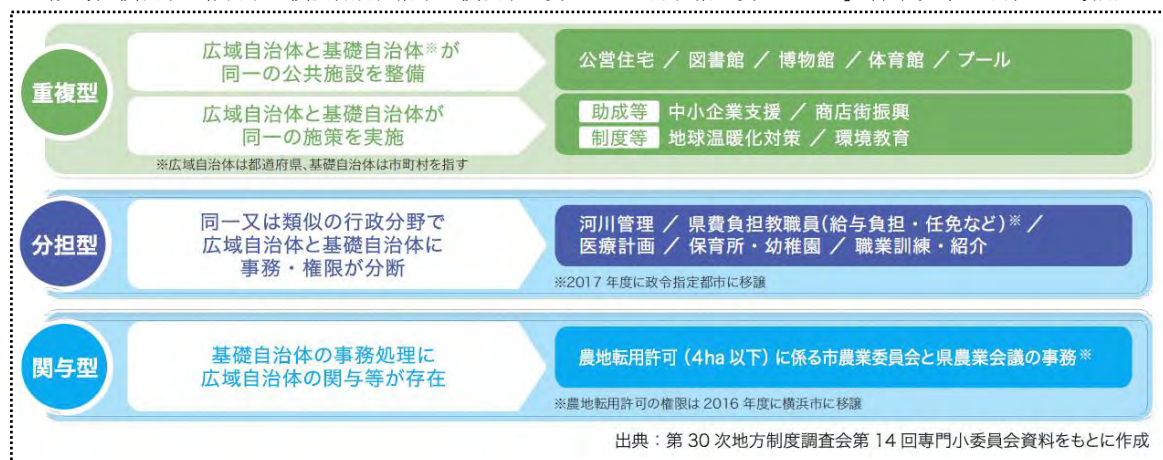 重複型
広域自治体と基礎自治体※が
同一の公共施設を整備
公営住宅 ／ 図書館 ／ 博物館 ／ 体育館 ／ プール
広域自治体と基礎自治体が
同一の施策を実施
助成等 中小企業支援 ／ 商店街振興
制度等 地球温暖化対策 ／ 環境教育
※広域自治体は都道府県、基礎自治体は市町村を指す
分担型
同一又は類似の行政分野で
広域自治体と基礎自治体に
事務・権限が分断
河川管理 ／ 県費負担教職員（給与負担・任免など）※ ／
医療計画 ／ 保育所・幼稚園 ／ 職業訓練・紹介
※2017 年度に政令指定都市に移譲
関与型
基礎自治体の事務処理に
広域自治体の関与等が存在
農地転用許可（4ha 以下）に係る市農業委員会と県農業会議の事務※
※農地転用許可の権限は 2016 年度に横浜市に移譲
出典：第 30 次地方制度調査会第 14 回専門小委員会資料をもとに作成